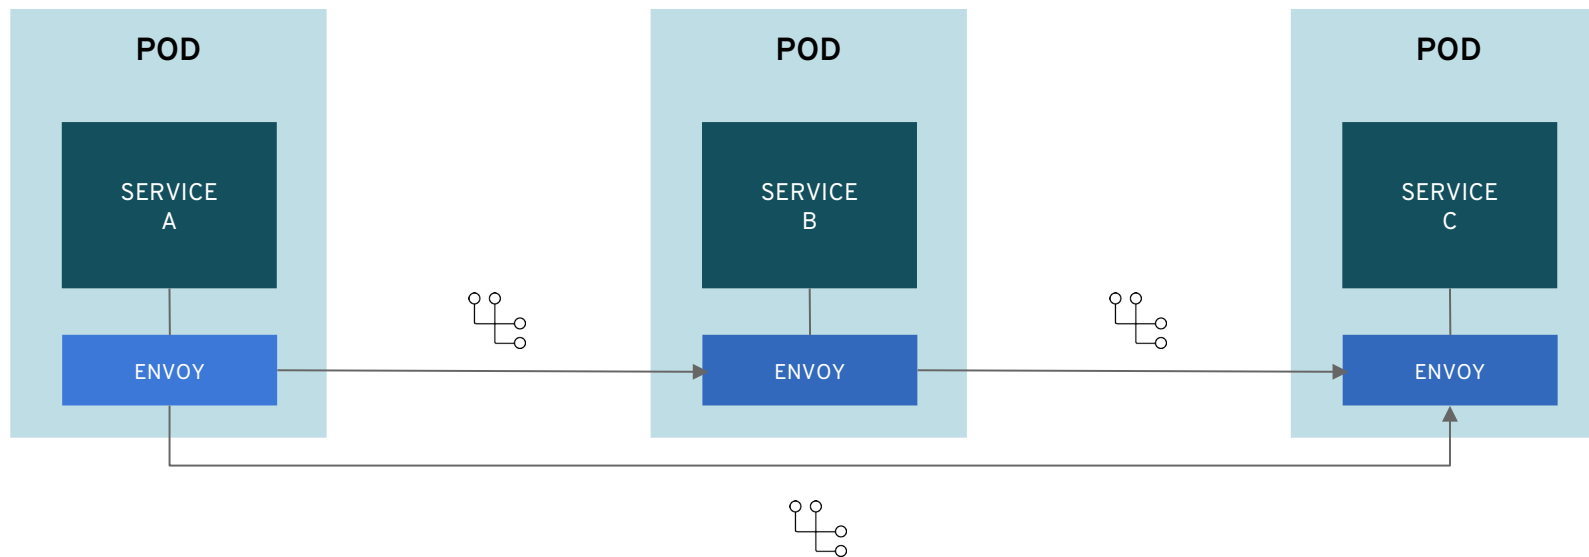 POD
SERVICE
A
ENVOY
POD
SERVICE
B
ENVOY
POD
SERVICE
C
ENVOY